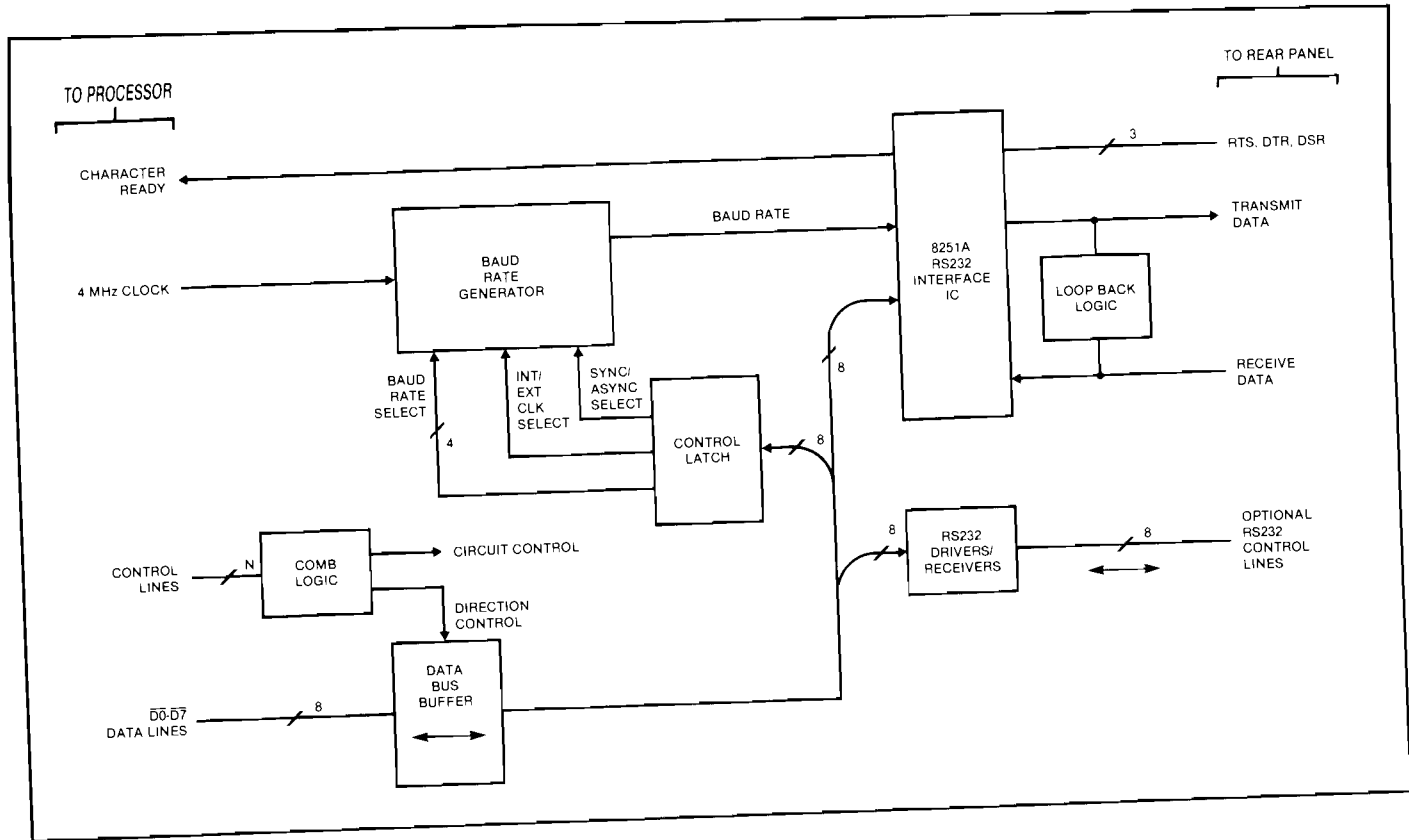 TO PROCESSOR
TO REAR PANEL
CHARACTER
READY
3
RTS, DTR, DSR
BAUD RATE
TRANSMIT
DATA
4 MHz CLOCK
BAUD
RATE
GENERATOR
8251A
RS232
INTERFACE
IC
LOOP BACK
LOGIC
RECEIVE
DATA
BAUD
RATE
SELECT
INT/
EXT
CLK
SELECT
SYNC/
ASYNC
SELECT
4
CONTROL
LATCH
8
8
CONTROL
LINES
N
COMB
LOGIC
CIRCUIT CONTROL
DIRECTION
CONTROL
8
RS232
DRIVERS/
RECEIVERS
8
OPTIONAL
RS232
CONTROL
LINES
D̅0̅-D̅7̅
DATA LINES
8
DATA
BUS
BUFFER